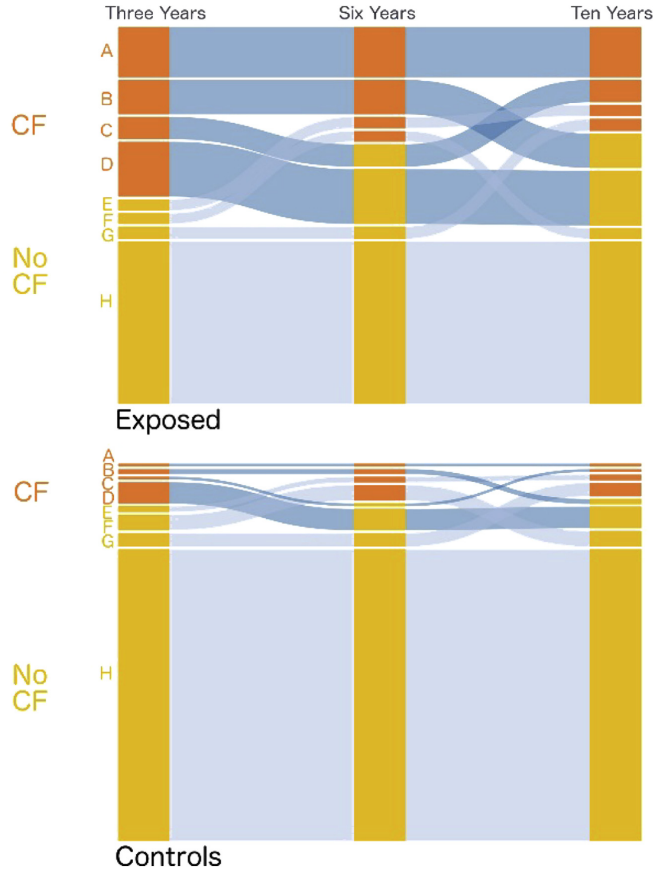 Three Years Six Years Ten Years
A
B
CF
C
D
E
F
G
No
CF
H
Exposed
A
B
CF
C
D
E
F
G
No
CF
H
Controls